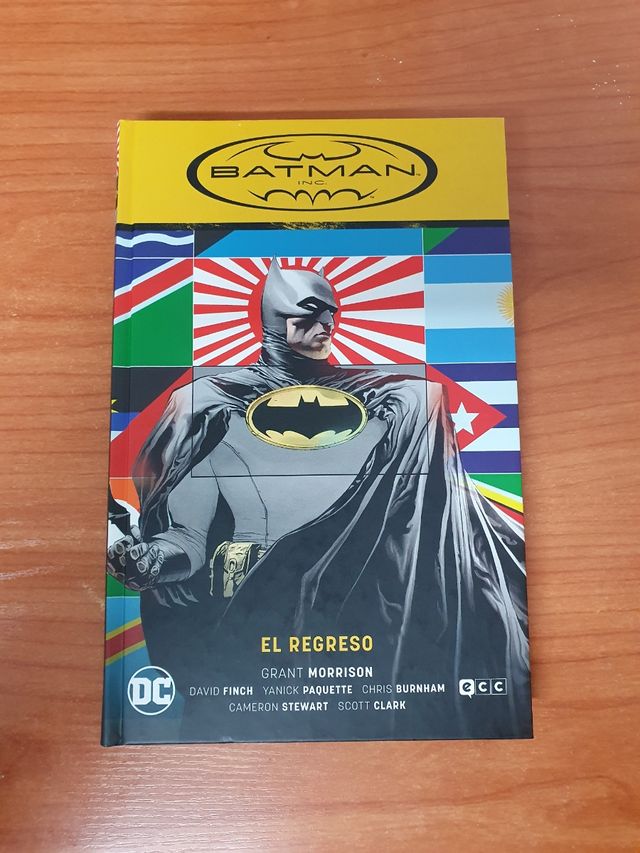 BATMAN
INC.
EL REGRESO
GRANT MORRISON
DAVID FINCH YANICK PAQUETTE CHRIS BURNHAM
CAMERON STEWART SCOTT CLARK
DC
ecc